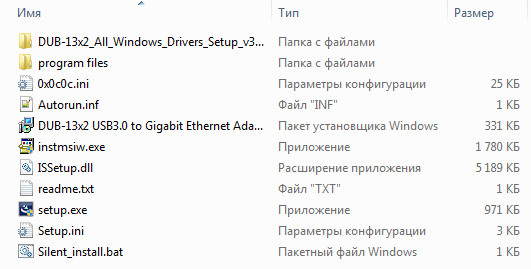 Имя Тип Размер
DUB-13x2_All_Windows_Drivers_Setup_v3... Папка с файлами
program files Папка с файлами
0x0c0c.ini Параметры конфигурации 25 КБ
Autorun.inf Файл "INF" 1 КБ
DUB-13x2 USB3.0 to Gigabit Ethernet Ada... Пакет установщика Windows 331 КБ
instmsiw.exe Приложение 1 780 КБ
ISSetup.dll Расширение приложения 5 189 КБ
readme.txt Файл "TXT" 1 КБ
setup.exe Приложение 971 КБ
Setup.ini Параметры конфигурации 3 КБ
Silent_install.bat Пакетный файл Windows 1 КБ